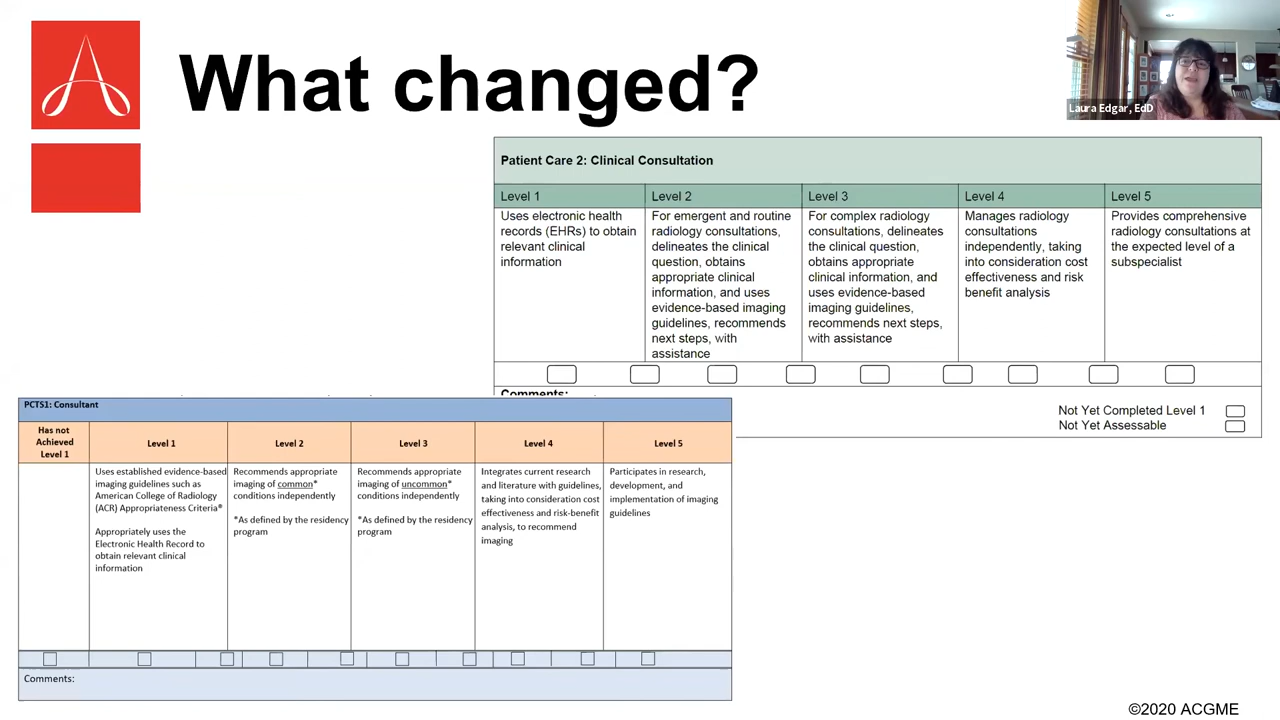 What changed?
Laura Edgar, EdD
Patient Care 2: Clinical Consultation
Level 1
Level 2
Level 3
Level 4
Level 5
Uses electronic health
records (EHRs) to obtain
relevant clinical
information
For emergent and routine
radiology consultations,
delineates the clinical
question, obtains
appropriate clinical
information, and uses
evidence-based imaging
guidelines, recommends
next steps, with
assistance
For complex radiology
consultations, delineates
the clinical question,
obtains appropriate
clinical information, and
uses evidence-based
imaging guidelines,
recommends next steps,
with assistance
Manages radiology
consultations
independently, taking
into consideration cost
effectiveness and risk
benefit analysis
Provides comprehensive
radiology consultations at
the expected level of a
subspecialist
Comments:
Not Yet Completed Level 1
Not Yet Assessable
PCTS1: Consultant
Has not
Achieved
Level 1
Level 1
Level 2
Level 3
Level 4
Level 5
Uses established evidence-based
imaging guidelines such as
American College of Radiology
(ACR) Appropriateness Criteria®
Appropriately uses the
Electronic Health Record to
obtain relevant clinical
information
Recommends appropriate
imaging of common*
conditions independently
*As defined by the residency
program
Recommends appropriate
imaging of uncommon*
conditions independently
*As defined by the residency
program
Integrates current research
and literature with guidelines,
taking into consideration cost
effectiveness and risk-benefit
analysis, to recommend
imaging
Participates in research,
development, and
implementation of imaging
guidelines
Comments:
©2020 ACGME